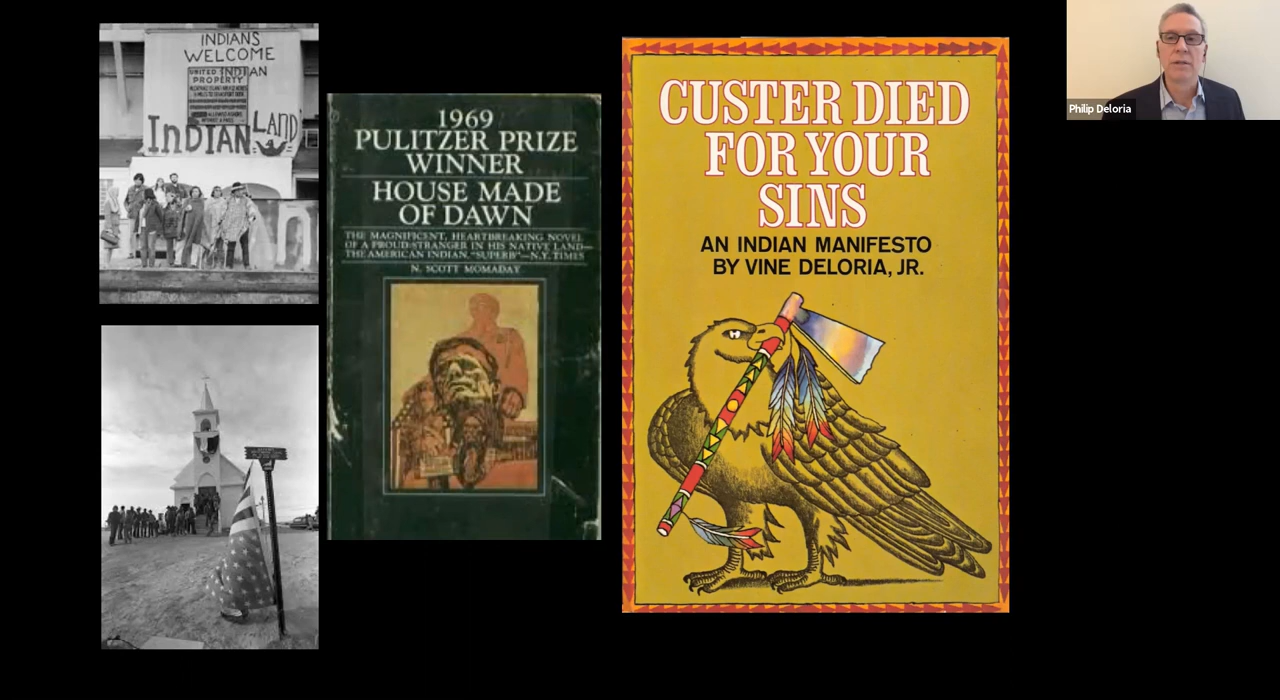 INDIANS
WELCOME
UNITED INDIAN
PROPERTY
INDIAN LAND
1969
PULITZER PRIZE
WINNER
HOUSE MADE
OF DAWN
THE MAGNIFICENT, HEARTBREAKING NOVEL
OF A PROUD STRANGER IN HIS NATIVE LAND—
THE AMERICAN INDIAN. "SUPERB"—N.Y. TIMES
N. SCOTT MOMADAY
CUSTER DIED
FOR YOUR
SINS
AN INDIAN MANIFESTO
BY VINE DELORIA, JR.
Philip Deloria